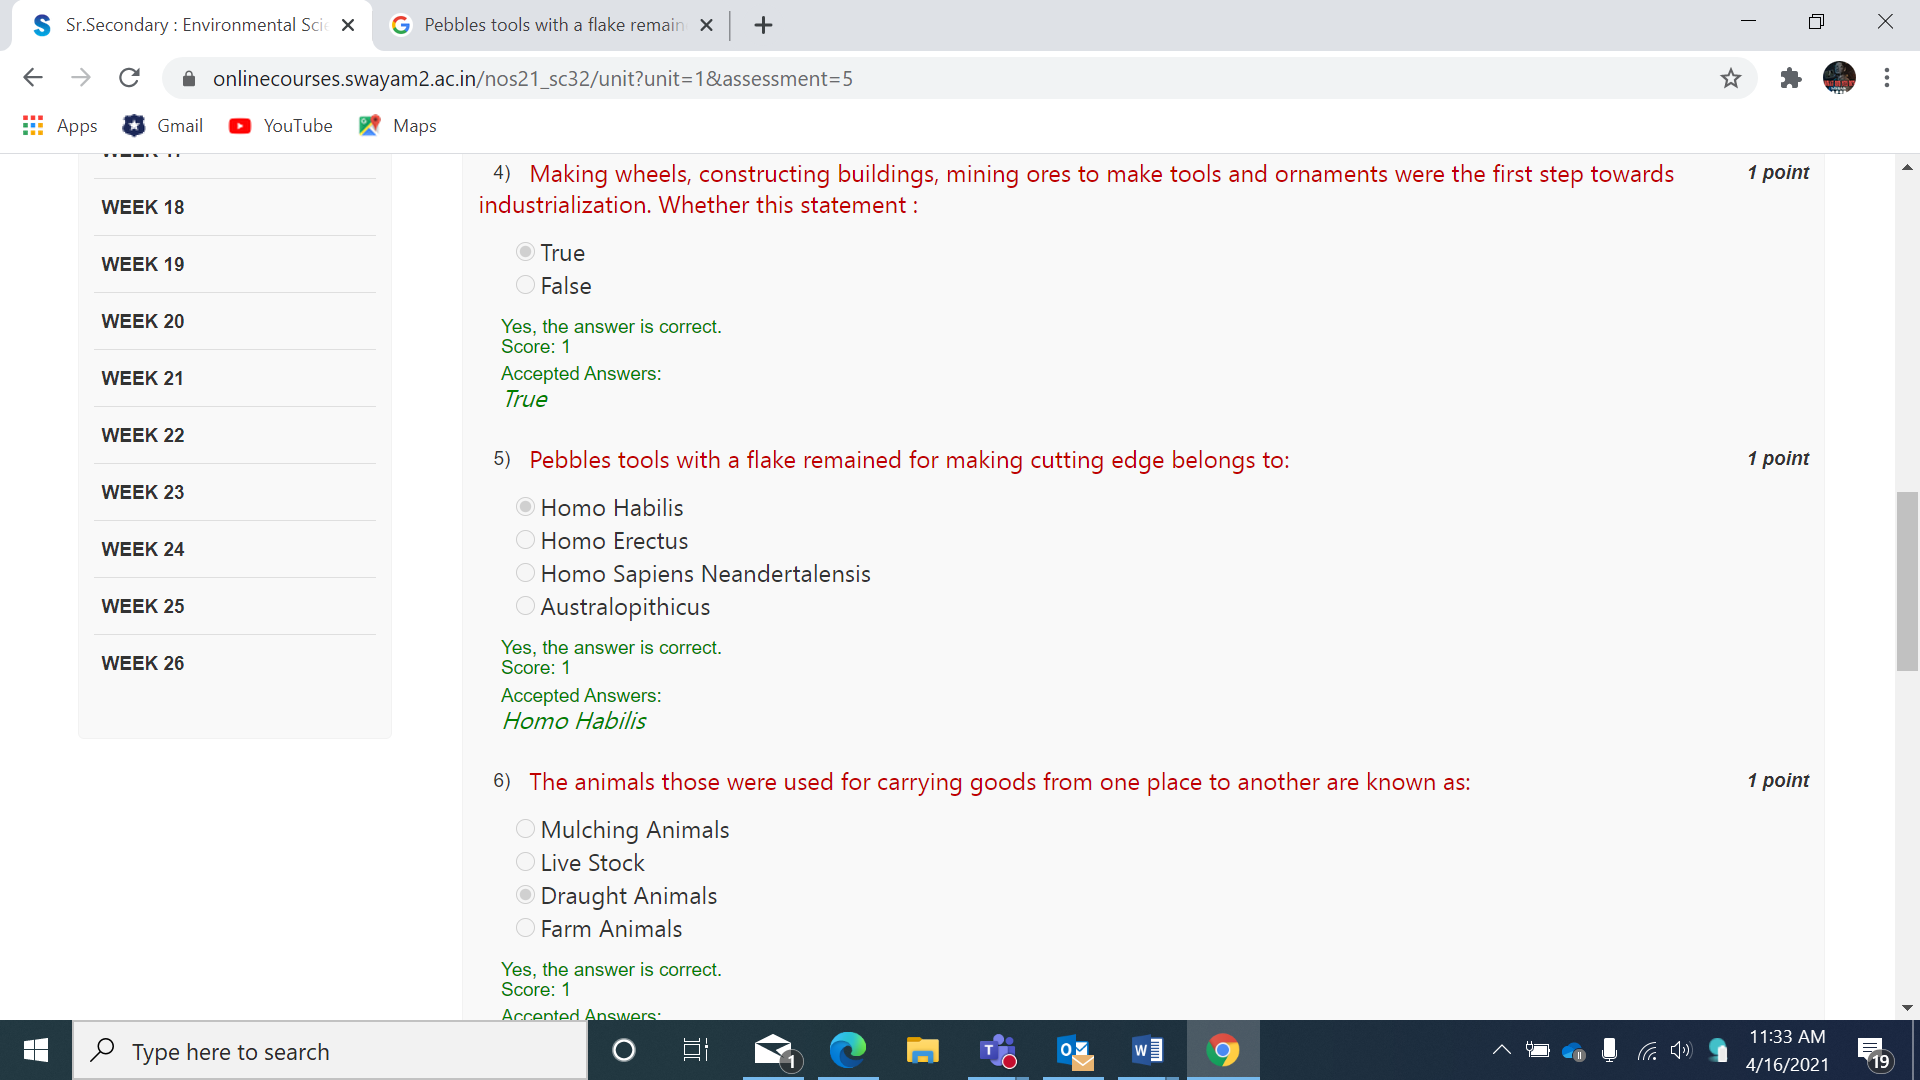 Sr.Secondary : Environmental Scie
Pebbles tools with a flake remain
onlinecourses.swayam2.ac.in/nos21_sc32/unit?unit=1&assessment=5
Apps
Gmail
YouTube
Maps
WEEK 17
WEEK 18
WEEK 19
WEEK 20
WEEK 21
WEEK 22
WEEK 23
WEEK 24
WEEK 25
WEEK 26
4) Making wheels, constructing buildings, mining ores to make tools and ornaments were the first step towards 1 point
industrialization. Whether this statement :
True
False
Yes, the answer is correct.
Score: 1
Accepted Answers:
True
5) Pebbles tools with a flake remained for making cutting edge belongs to: 1 point
Homo Habilis
Homo Erectus
Homo Sapiens Neandertalensis
Australopithicus
Yes, the answer is correct.
Score: 1
Accepted Answers:
Homo Habilis
6) The animals those were used for carrying goods from one place to another are known as: 1 point
Mulching Animals
Live Stock
Draught Animals
Farm Animals
Yes, the answer is correct.
Score: 1
Accepted Answers:
Type here to search
1
11:33 AM
4/16/2021
19